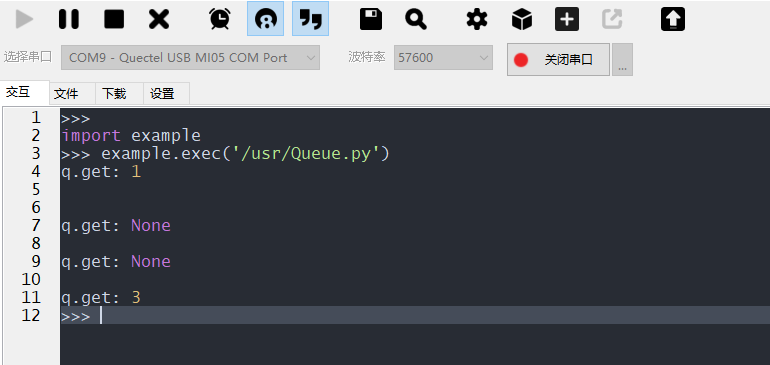 选择串口 COM9 - Quectel USB MI05 COM Port 波特率 57600 关闭串口 ...
交互 文件 下载 设置
1 >>>
2 import example
3 >>> example.exec('/usr/Queue.py')
4 q.get: 1
5
6
7 q.get: None
8
9 q.get: None
10
11 q.get: 3
12 >>>